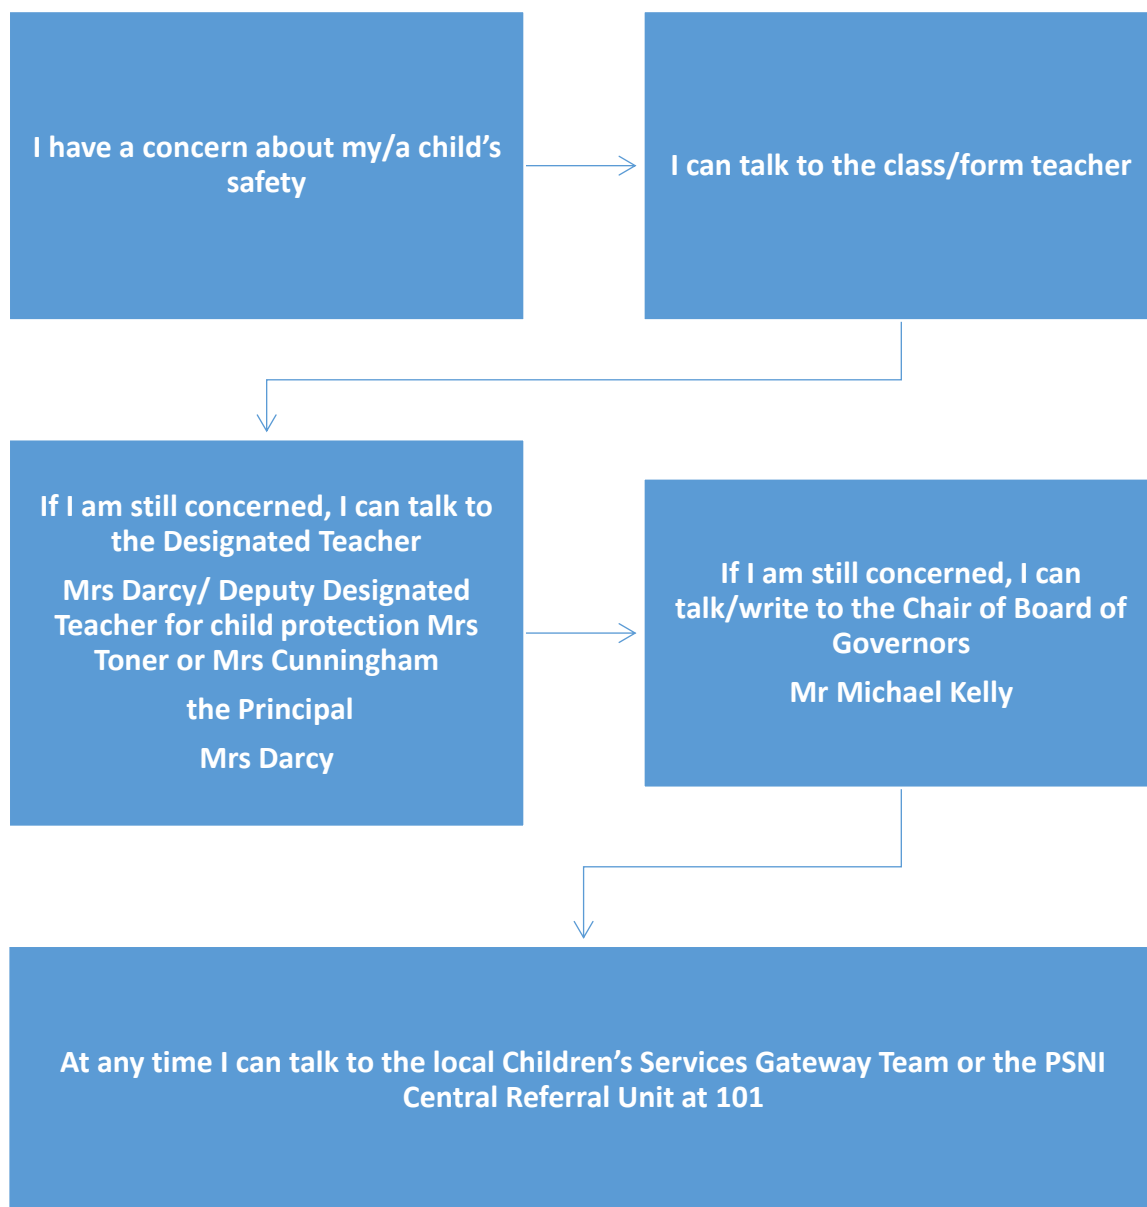 I have a concern about my/a child’s
safety
I can talk to the class/form teacher
If I am still concerned, I can talk to
the Designated Teacher
Mrs Darcy/ Deputy Designated
Teacher for child protection Mrs
Toner or Mrs Cunningham
the Principal
Mrs Darcy
If I am still concerned, I can
talk/write to the Chair of Board of
Governors
Mr Michael Kelly
At any time I can talk to the local Children’s Services Gateway Team or the PSNI
Central Referral Unit at 101